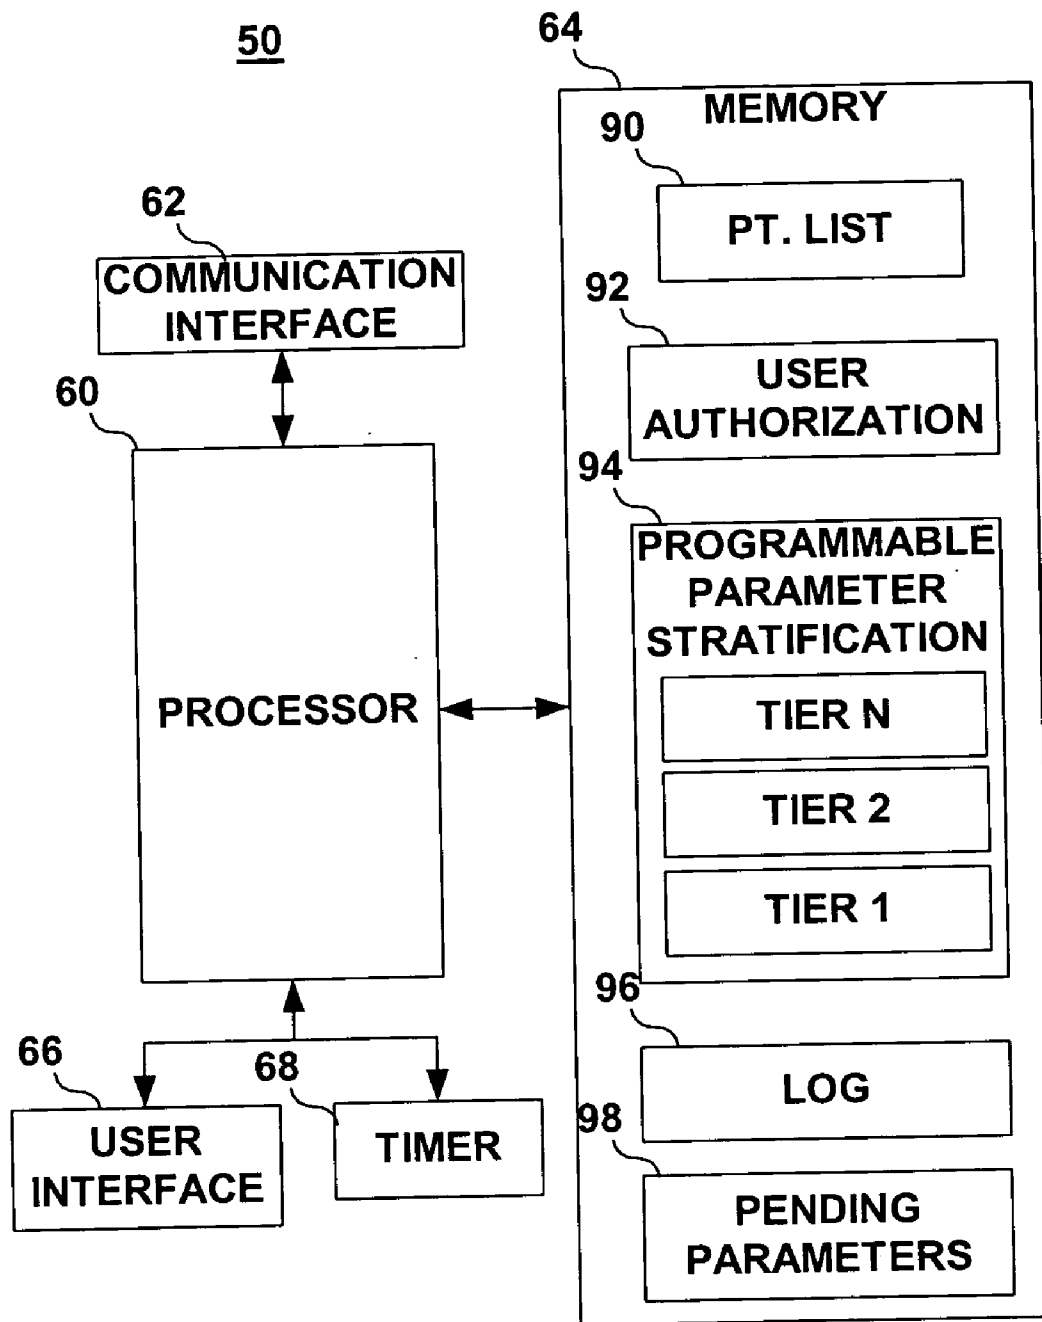 50
64
MEMORY
90
PT. LIST
62
COMMUNICATION
INTERFACE
92
USER
AUTHORIZATION
60
PROCESSOR
94
PROGRAMMABLE
PARAMETER
STRATIFICATION
TIER N
TIER 2
TIER 1
96
LOG
66
USER
INTERFACE
68
TIMER
98
PENDING
PARAMETERS